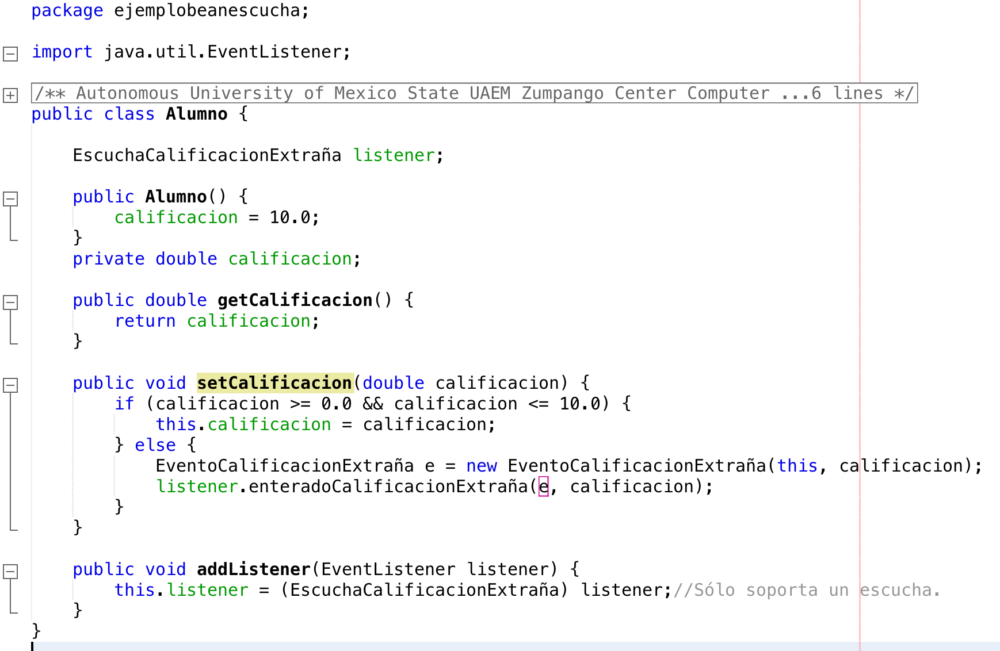 package ejemplobeanescucha;
import java.util.EventListener;
/** Autonomous University of Mexico State UAEM Zumpango Center Computer ...6 lines */
public class Alumno {
EscuchaCalificacionExtraña listener;
public Alumno() {
calificacion = 10.0;
}
private double calificacion;
public double getCalificacion() {
return calificacion;
}
public void setCalificacion(double calificacion) {
if (calificacion >= 0.0 && calificacion <= 10.0) {
this.calificacion = calificacion;
} else {
EventoCalificacionExtraña e = new EventoCalificacionExtraña(this, calificacion);
listener.enteradoCalificacionExtraña(e, calificacion);
}
}
public void addListener(EventListener listener) {
this.listener = (EscuchaCalificacionExtraña) listener;//Sólo soporta un escucha.
}
}